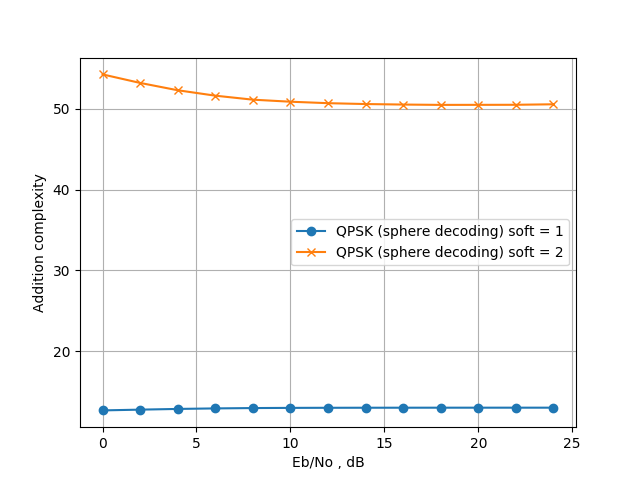 50
40
30
20
Addition complexity
QPSK (sphere decoding) soft = 1
QPSK (sphere decoding) soft = 2
0
5
10
15
20
25
Eb/No , dB